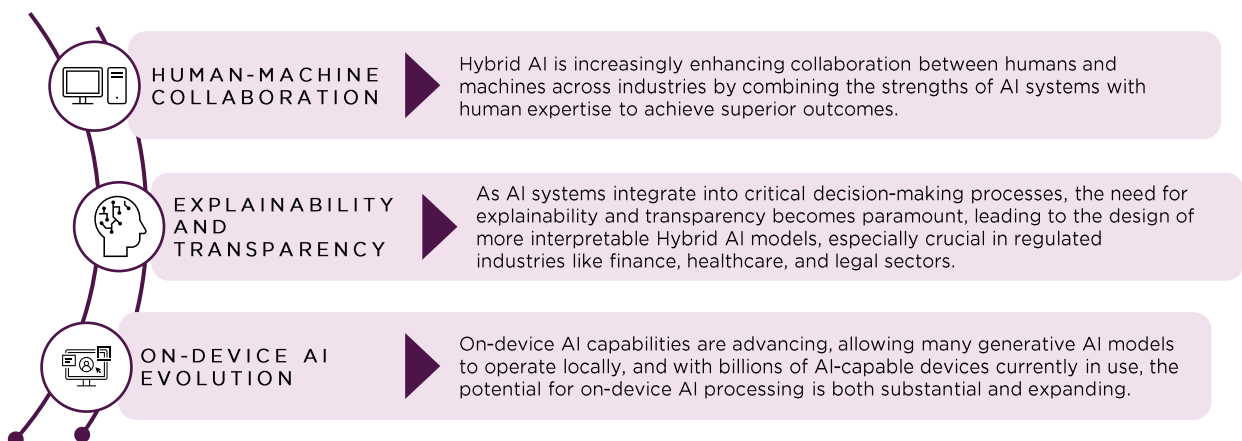 HUMAN-MACHINE
COLLABORATION
Hybrid AI is increasingly enhancing collaboration between humans and
machines across industries by combining the strengths of AI systems with
human expertise to achieve superior outcomes.
EXPLAINABILITY
AND
TRANSPARENCY
As AI systems integrate into critical decision-making processes, the need for
explainability and transparency becomes paramount, leading to the design of
more interpretable Hybrid AI models, especially crucial in regulated
industries like finance, healthcare, and legal sectors.
ON-DEVICE AI
EVOLUTION
On-device AI capabilities are advancing, allowing many generative AI models
to operate locally, and with billions of AI-capable devices currently in use, the
potential for on-device AI processing is both substantial and expanding.